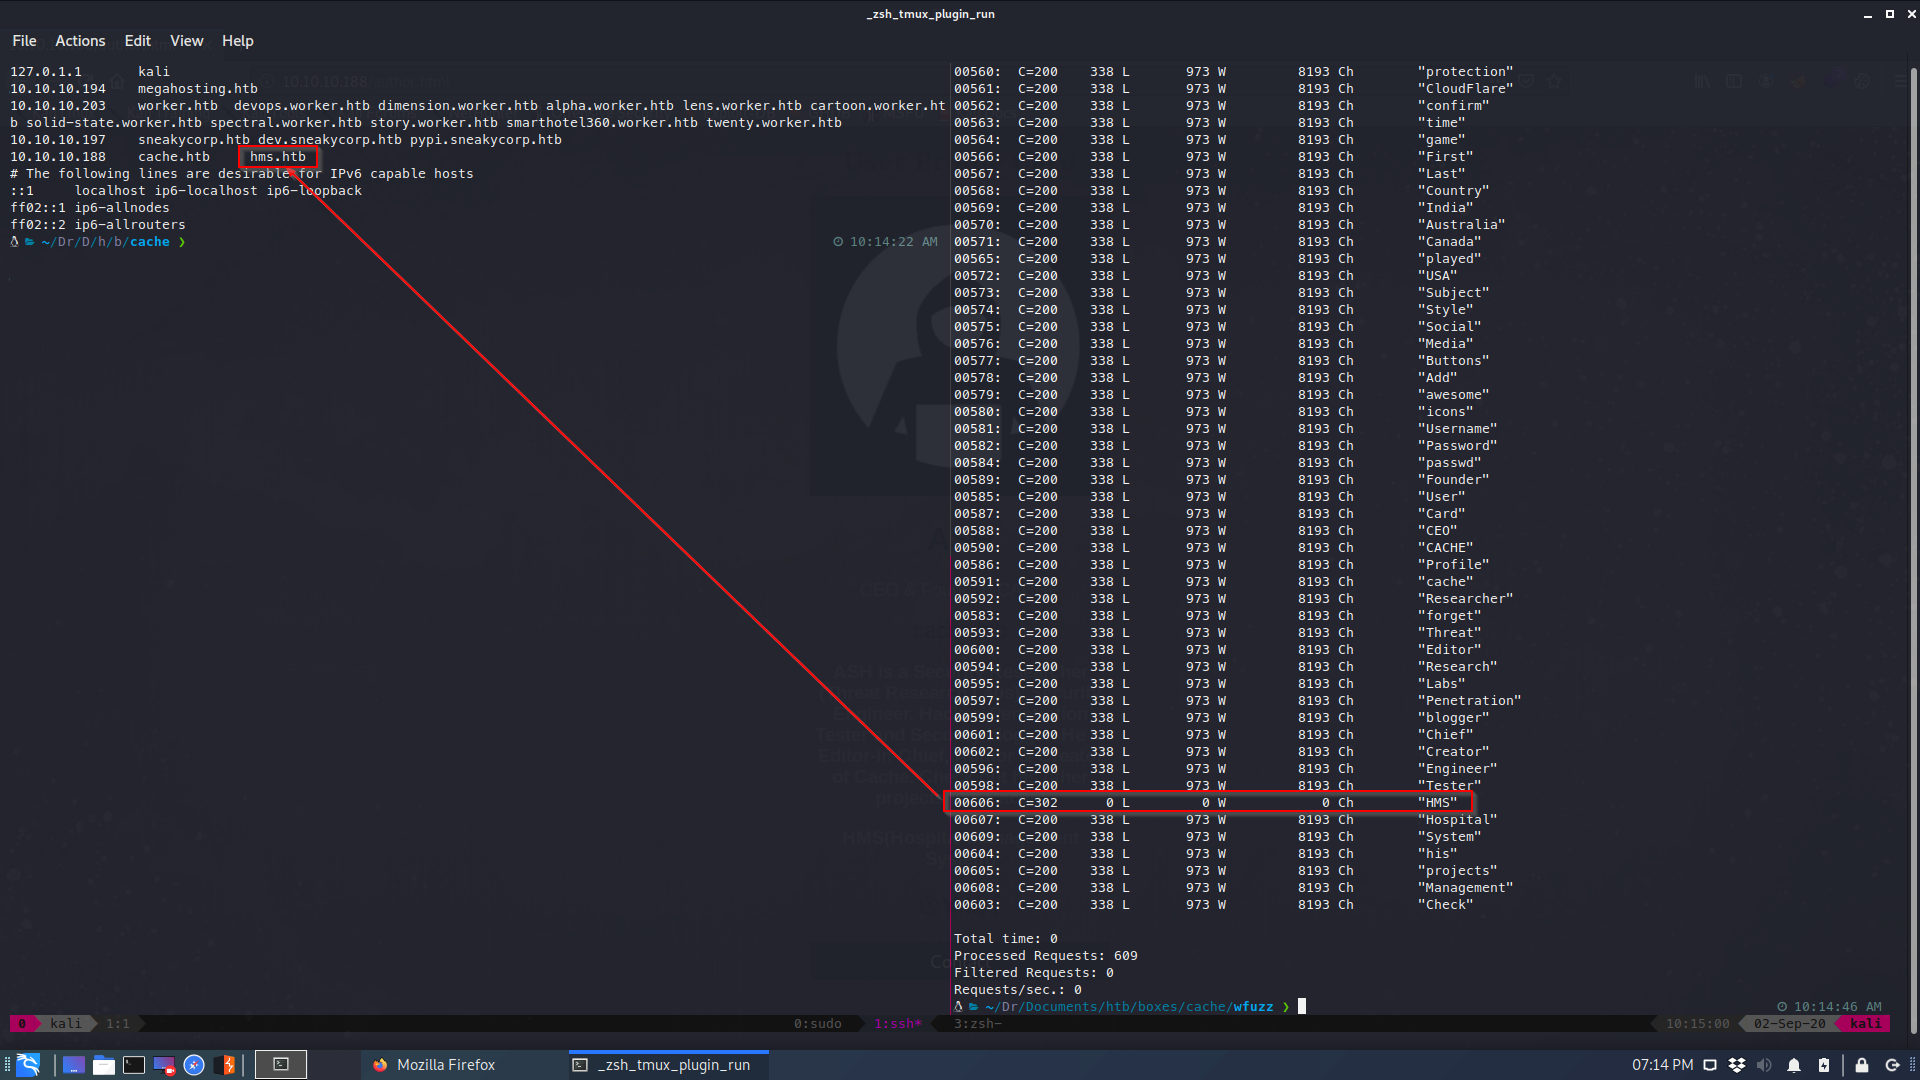 _zsh_tmux_plugin_run
File Actions Edit View Help
127.0.1.1 kali
10.10.10.194 megahosting.htb
10.10.10.203 worker.htb devops.worker.htb dimension.worker.htb alpha.worker.htb lens.worker.htb cartoon.worker.ht
b solid-state.worker.htb spectral.worker.htb story.worker.htb smarthotel360.worker.htb twenty.worker.htb
10.10.10.197 sneakycorp.htb dev.sneakycorp.htb pypi.sneakycorp.htb
10.10.10.188 cache.htb hms.htb
# The following lines are desirable for IPv6 capable hosts
::1 localhost ip6-localhost ip6-loopback
ff02::1 ip6-allnodes
ff02::2 ip6-allrouters
~/Dr/D/h/b/cache ❯ 10:14:22 AM
00560: C=200 338 L 973 W 8193 Ch "protection"
00561: C=200 338 L 973 W 8193 Ch "CloudFlare"
00562: C=200 338 L 973 W 8193 Ch "confirm"
00563: C=200 338 L 973 W 8193 Ch "time"
00564: C=200 338 L 973 W 8193 Ch "game"
00566: C=200 338 L 973 W 8193 Ch "First"
00567: C=200 338 L 973 W 8193 Ch "Last"
00568: C=200 338 L 973 W 8193 Ch "Country"
00569: C=200 338 L 973 W 8193 Ch "India"
00570: C=200 338 L 973 W 8193 Ch "Australia"
00571: C=200 338 L 973 W 8193 Ch "Canada"
00565: C=200 338 L 973 W 8193 Ch "played"
00572: C=200 338 L 973 W 8193 Ch "USA"
00573: C=200 338 L 973 W 8193 Ch "Subject"
00574: C=200 338 L 973 W 8193 Ch "Style"
00575: C=200 338 L 973 W 8193 Ch "Social"
00576: C=200 338 L 973 W 8193 Ch "Media"
00577: C=200 338 L 973 W 8193 Ch "Buttons"
00578: C=200 338 L 973 W 8193 Ch "Add"
00579: C=200 338 L 973 W 8193 Ch "awesome"
00580: C=200 338 L 973 W 8193 Ch "icons"
00581: C=200 338 L 973 W 8193 Ch "Username"
00582: C=200 338 L 973 W 8193 Ch "Password"
00584: C=200 338 L 973 W 8193 Ch "passwd"
00589: C=200 338 L 973 W 8193 Ch "Founder"
00585: C=200 338 L 973 W 8193 Ch "User"
00587: C=200 338 L 973 W 8193 Ch "Card"
00588: C=200 338 L 973 W 8193 Ch "CEO"
00590: C=200 338 L 973 W 8193 Ch "CACHE"
00586: C=200 338 L 973 W 8193 Ch "Profile"
00591: C=200 338 L 973 W 8193 Ch "cache"
00592: C=200 338 L 973 W 8193 Ch "Researcher"
00583: C=200 338 L 973 W 8193 Ch "forget"
00593: C=200 338 L 973 W 8193 Ch "Threat"
00600: C=200 338 L 973 W 8193 Ch "Editor"
00594: C=200 338 L 973 W 8193 Ch "Research"
00595: C=200 338 L 973 W 8193 Ch "Labs"
00597: C=200 338 L 973 W 8193 Ch "Penetration"
00599: C=200 338 L 973 W 8193 Ch "blogger"
00601: C=200 338 L 973 W 8193 Ch "Chief"
00602: C=200 338 L 973 W 8193 Ch "Creator"
00596: C=200 338 L 973 W 8193 Ch "Engineer"
00598: C=200 338 L 973 W 8193 Ch "Tester"
00606: C=302 0 L 0 W 0 Ch "HMS"
00607: C=200 338 L 973 W 8193 Ch "Hospital"
00609: C=200 338 L 973 W 8193 Ch "System"
00604: C=200 338 L 973 W 8193 Ch "his"
00605: C=200 338 L 973 W 8193 Ch "projects"
00608: C=200 338 L 973 W 8193 Ch "Management"
00603: C=200 338 L 973 W 8193 Ch "Check"
Total time: 0
Processed Requests: 609
Filtered Requests: 0
Requests/sec.: 0
~/Dr/Documents/htb/boxes/cache/wfuzz ❯ 10:14:46 AM
0 kali 1:1 0:sudo 1:ssh* 3:zsh- 10:15:00 02-Sep-20 kali
Mozilla Firefox _zsh_tmux_plugin_run 07:14 PM